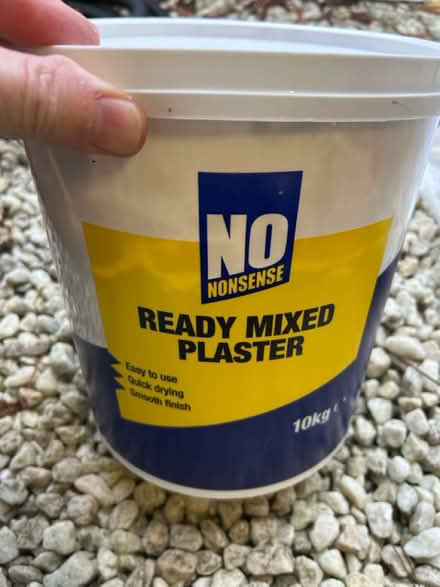 NO
NONSENSE
READY MIXED
PLASTER
Easy to use
Quick drying
Smooth finish
10kg